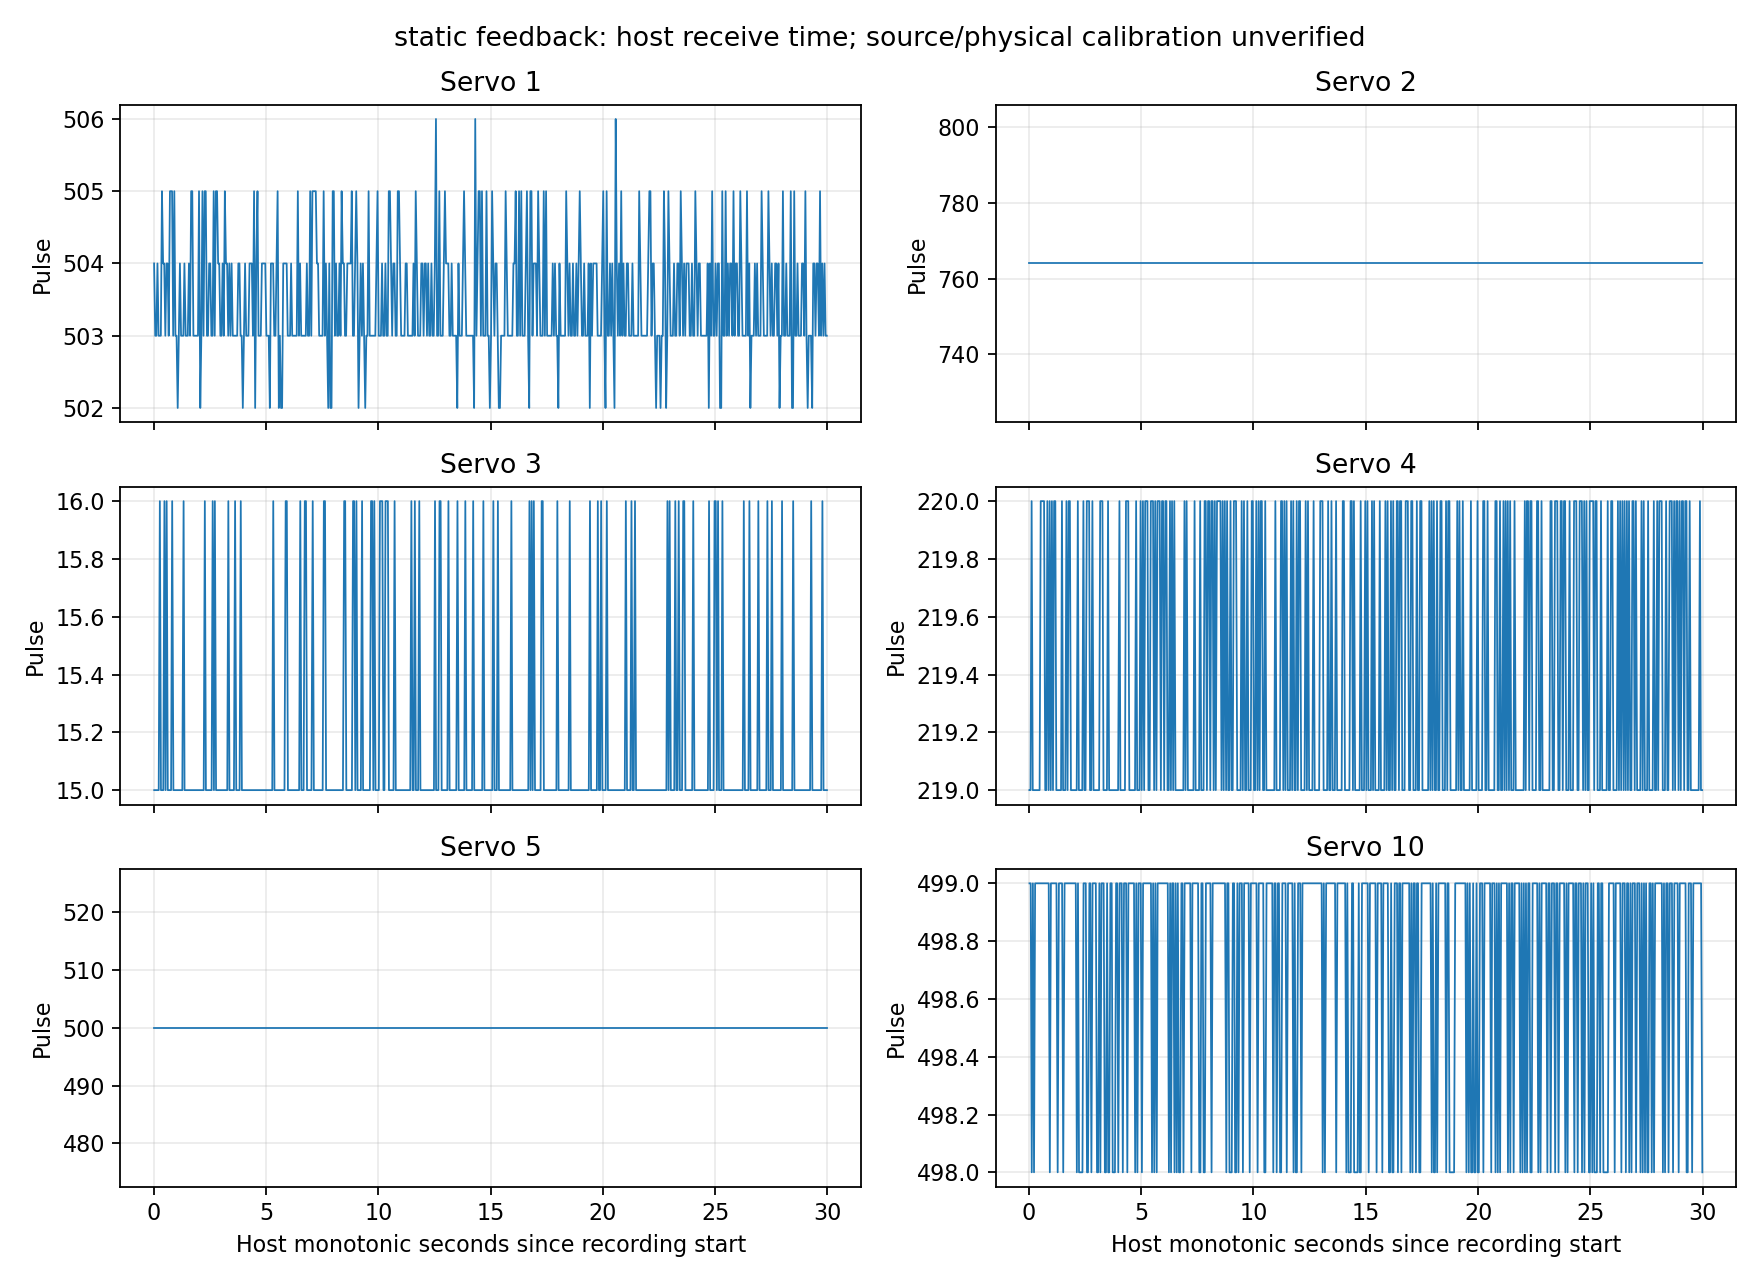 static feedback: host receive time; source/physical calibration unverified
Servo 1
Servo 2
506
505
504
503
502
Pulse
800
780
760
740
Pulse
Servo 3
Servo 4
16.0
15.8
15.6
15.4
15.2
15.0
Pulse
220.0
219.8
219.6
219.4
219.2
219.0
Pulse
Servo 5
Servo 10
520
510
500
490
480
Pulse
499.0
498.8
498.6
498.4
498.2
498.0
Pulse
0 5 10 15 20 25 30
0 5 10 15 20 25 30
Host monotonic seconds since recording start
Host monotonic seconds since recording start